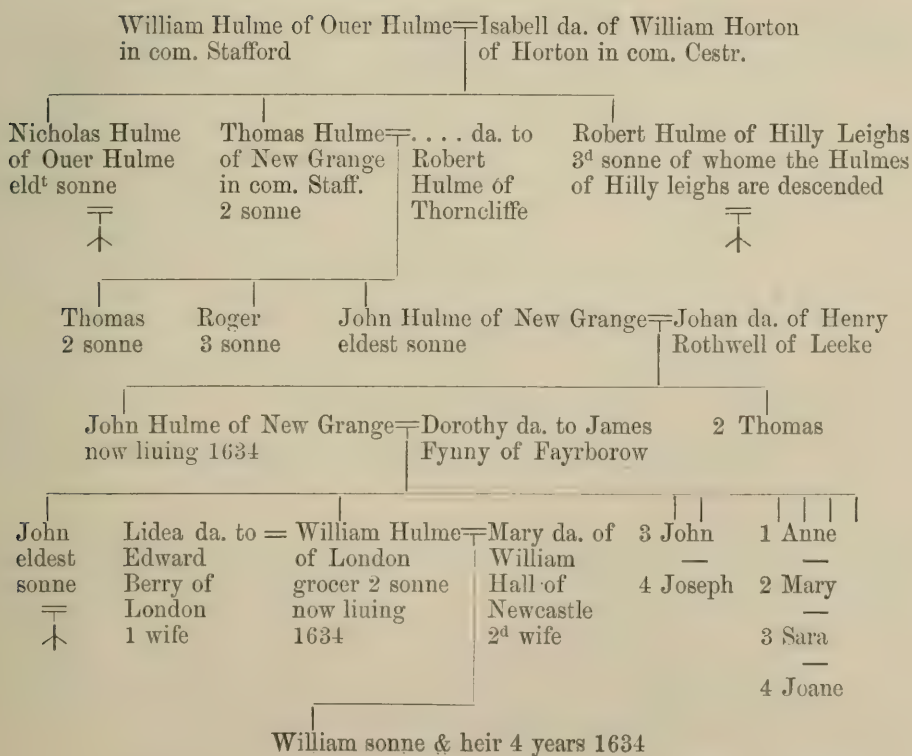 William Hulme of Ouer Hulme
in com. Stafford
Isabell da. of William Horton
of Horton in com. Cestr.
Nicholas Hulme
of Ouer Hulme
eldt sonne
Thomas Hulme
of New Grange
in com. Staff.
2 sonne
. . . . da. to
Robert
Hulme of
Thorncliffe
Robert Hulme of Hilly Leighs
3d sonne of whome the Hulmes
of Hilly leighs are descended
Thomas
2 sonne
Roger
3 sonne
John Hulme of New Grange
eldest sonne
Johan da. of Henry
Rothwell of Leeke
John Hulme of New Grange
now liuing 1634
Dorothy da. to James
Fynny of Fayrborow
2 Thomas
John
eldest
sonne
Lidea da. to
Edward
Berry of
London
1 wife
William Hulme
of London
grocer 2 sonne
now liuing
1634
Mary da. of
William
Hall of
Newcastle
2d wife
3 John
4 Joseph
1 Anne
2 Mary
3 Sara
4 Joane
William sonne & heir 4 years 1634